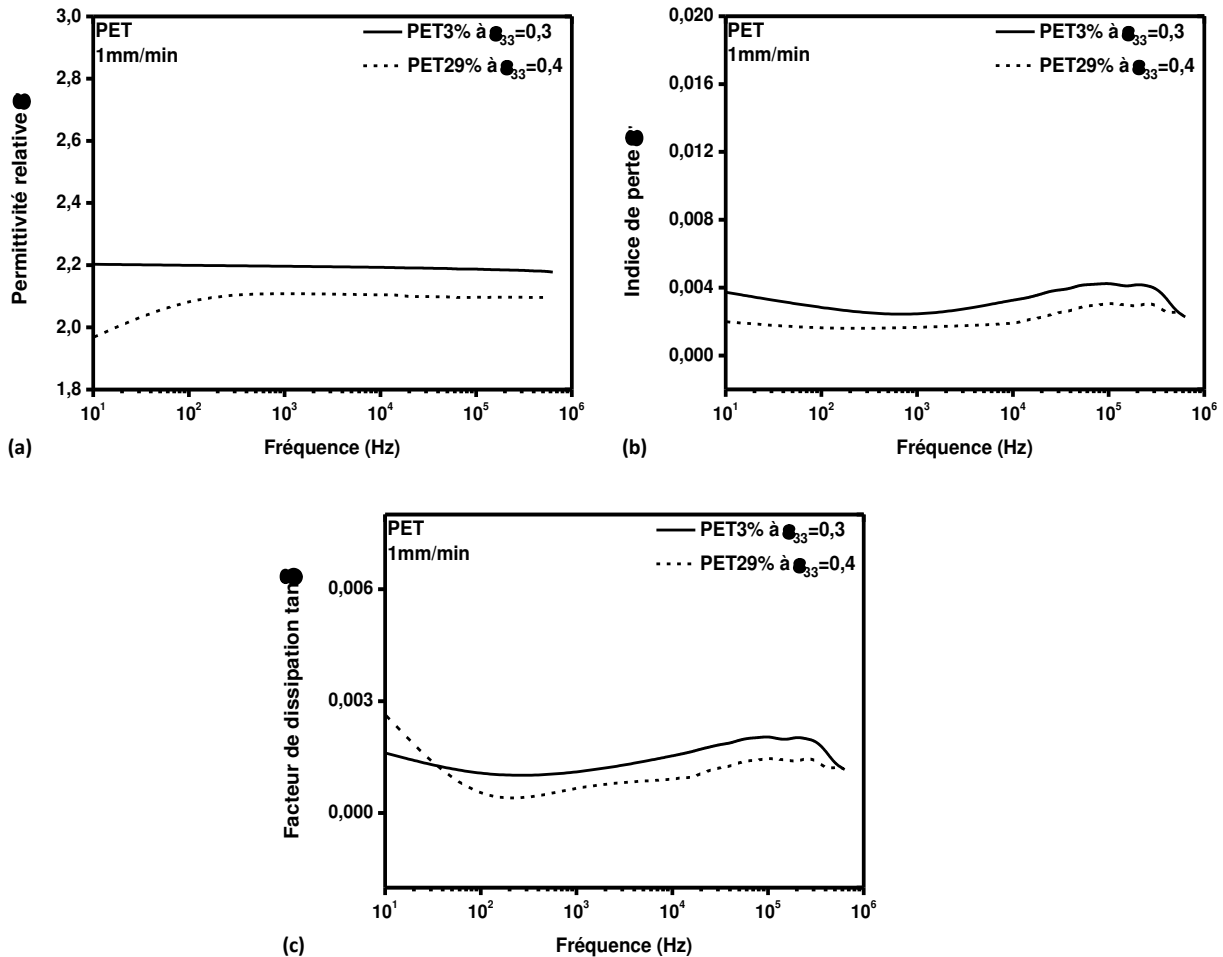 3,0
2,8
2,6
2,4
2,2
2,0
1,8
Permittivité relative
PET
1mm/min
PET3% à 33=0,3
PET29% à 33=0,4
10^1 10^2 10^3 10^4 10^5 10^6
Fréquence (Hz)
(a)
0,020
0,016
0,012
0,008
0,004
0,000
Indice de perte
PET
1mm/min
PET3% à 33=0,3
PET29% à 33=0,4
10^1 10^2 10^3 10^4 10^5 10^6
Fréquence (Hz)
(b)
0,006
0,003
0,000
Facteur de dissipation tan
PET
1mm/min
PET3% à 33=0,3
PET29% à 33=0,4
10^1 10^2 10^3 10^4 10^5 10^6
Fréquence (Hz)
(c)